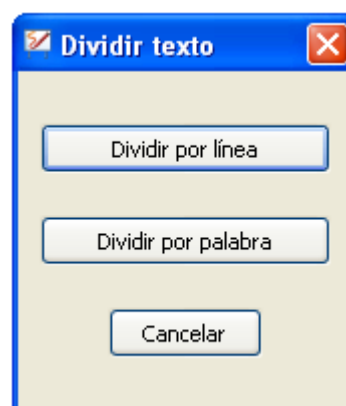 Dividir texto
Dividir por línea
Dividir por palabra
Cancelar